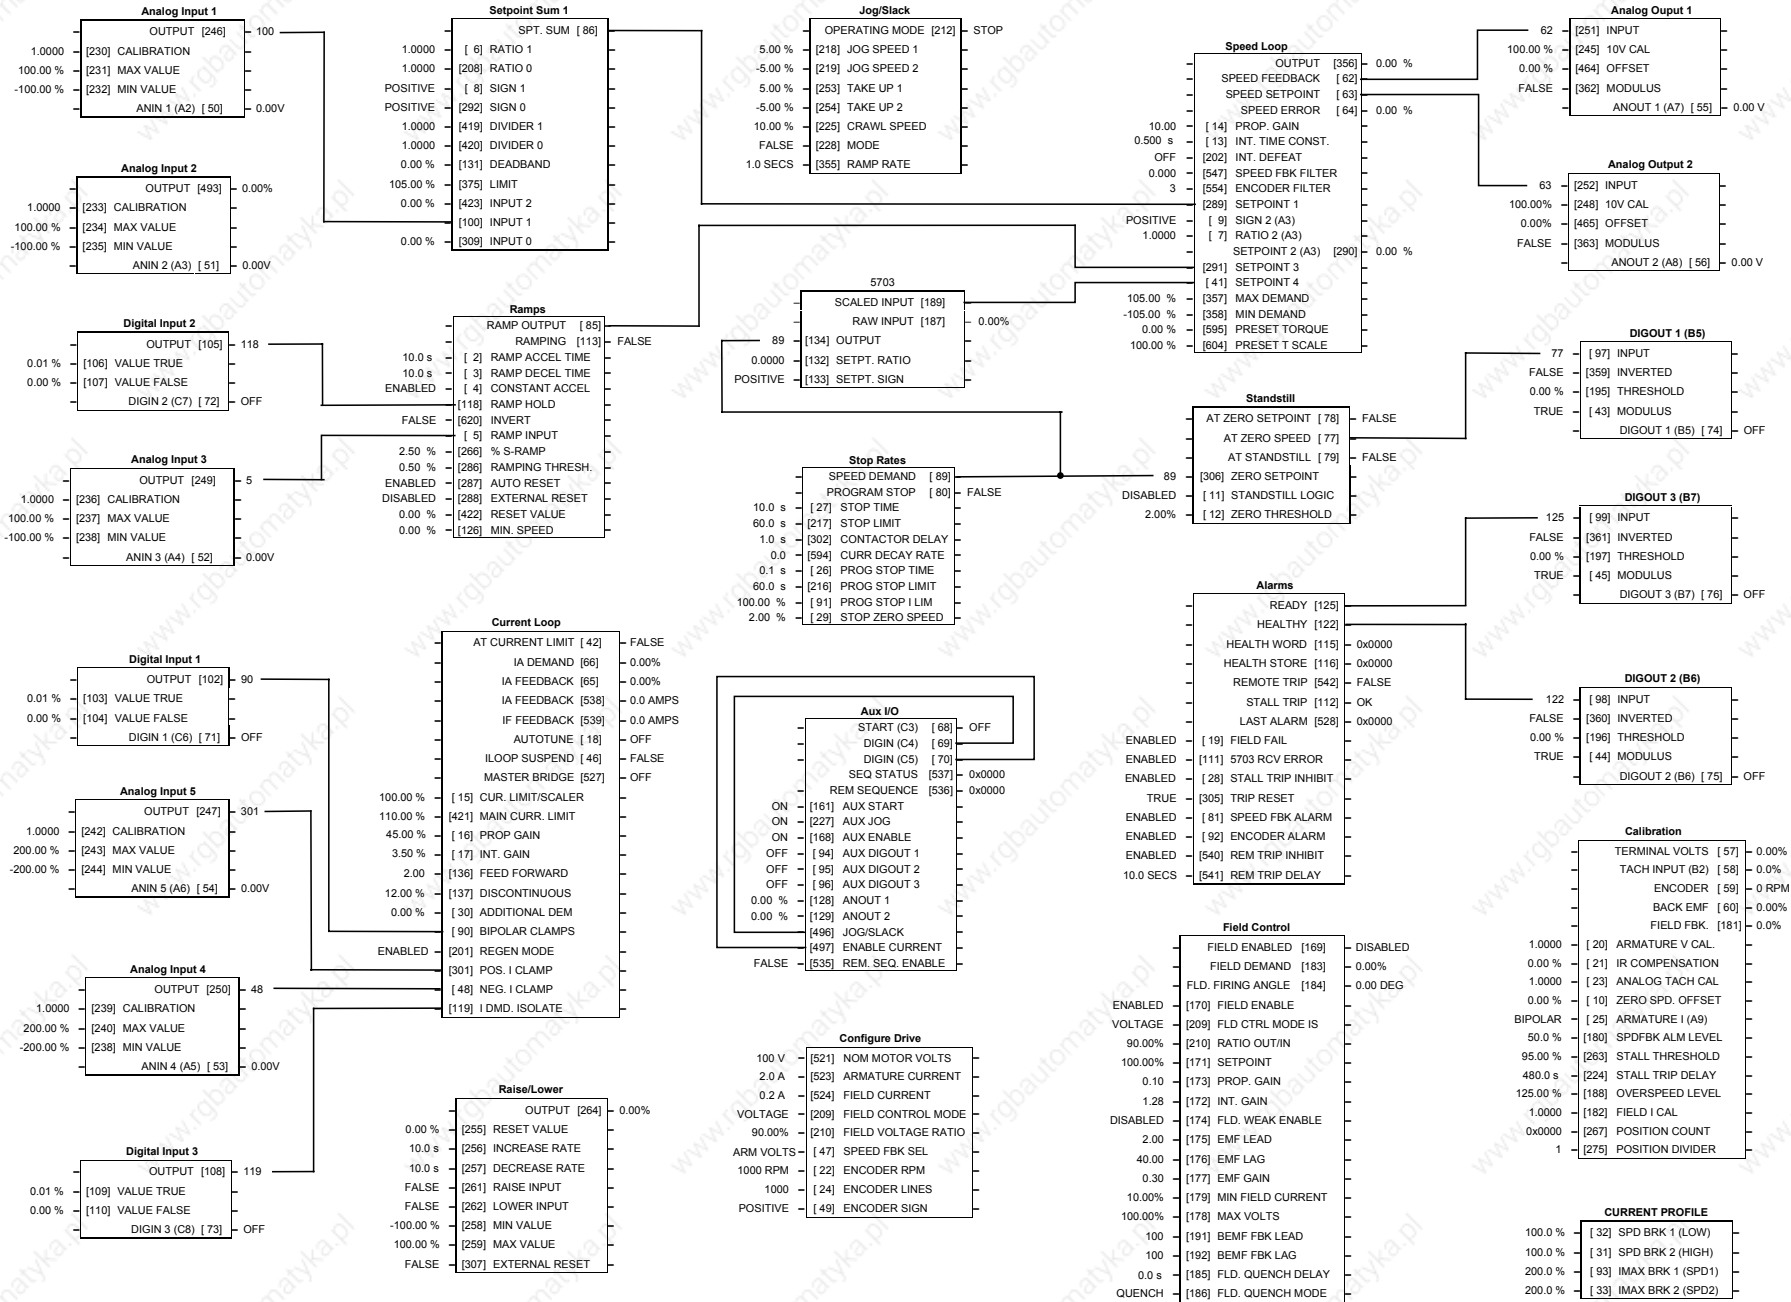 Analog Input 1
OUTPUT [246] 100
1.0000 [230] CALIBRATION
100.00 % [231] MAX VALUE
-100.00 % [232] MIN VALUE
ANIN 1 (A2) [ 50] 0.00V
Analog Input 2
OUTPUT [493] 0.00%
1.0000 [233] CALIBRATION
100.00 % [234] MAX VALUE
-100.00 % [235] MIN VALUE
ANIN 2 (A3) [ 51] 0.00V
Digital Input 2
OUTPUT [105] 118
0.01 % [106] VALUE TRUE
0.00 % [107] VALUE FALSE
DIGIN 2 (C7) [ 72] OFF
Analog Input 3
OUTPUT [249] 5
1.0000 [236] CALIBRATION
100.00 % [237] MAX VALUE
-100.00 % [238] MIN VALUE
ANIN 3 (A4) [ 52] 0.00V
Digital Input 1
OUTPUT [102] 90
0.01 % [103] VALUE TRUE
0.00 % [104] VALUE FALSE
DIGIN 1 (C6) [ 71] OFF
Analog Input 5
OUTPUT [247] 301
1.0000 [242] CALIBRATION
200.00 % [243] MAX VALUE
-200.00 % [244] MIN VALUE
ANIN 5 (A6) [ 54] 0.00V
Analog Input 4
OUTPUT [250] 48
1.0000 [239] CALIBRATION
200.00 % [240] MAX VALUE
-200.00 % [238] MIN VALUE
ANIN 4 (A5) [ 53] 0.00V
Digital Input 3
OUTPUT [108] 119
0.01 % [109] VALUE TRUE
0.00 % [110] VALUE FALSE
DIGIN 3 (C8) [ 73] OFF
Setpoint Sum 1
SPT. SUM [ 86]
1.0000 [ 6] RATIO 1
1.0000 [208] RATIO 0
POSITIVE [ 8] SIGN 1
POSITIVE [292] SIGN 0
1.0000 [419] DIVIDER 1
1.0000 [420] DIVIDER 0
0.00 % [131] DEADBAND
105.00 % [375] LIMIT
0.00 % [423] INPUT 2
[100] INPUT 1
0.00 % [309] INPUT 0
Ramps
RAMP OUTPUT [ 85]
RAMPING [113] FALSE
10.0 s [ 2] RAMP ACCEL TIME
10.0 s [ 3] RAMP DECEL TIME
ENABLED [ 4] CONSTANT ACCEL
[118] RAMP HOLD
FALSE [620] INVERT
[ 5] RAMP INPUT
2.50 % [266] % S-RAMP
0.50 % [286] RAMPING THRESH.
ENABLED [287] AUTO RESET
DISABLED [288] EXTERNAL RESET
0.00 % [422] RESET VALUE
0.00 % [126] MIN. SPEED
Current Loop
AT CURRENT LIMIT [ 42] FALSE
IA DEMAND [66] 0.00%
IA FEEDBACK [65] 0.00%
IA FEEDBACK [538] 0.0 AMPS
IF FEEDBACK [539] 0.0 AMPS
AUTOTUNE [ 18] OFF
ILOOP SUSPEND [ 46] FALSE
MASTER BRIDGE [527] OFF
100.00 % [ 15] CUR. LIMIT/SCALER
110.00 % [421] MAIN CURR. LIMIT
45.00 % [ 16] PROP GAIN
3.50 % [ 17] INT. GAIN
2.00 [136] FEED FORWARD
12.00 % [137] DISCONTINUOUS
0.00 % [ 30] ADDITIONAL DEM
[ 90] BIPOLAR CLAMPS
ENABLED [201] REGEN MODE
[301] POS. I CLAMP
[ 48] NEG. I CLAMP
[119] I DMD. ISOLATE
Raise/Lower
OUTPUT [264] 0.00%
0.00 % [255] RESET VALUE
10.0 s [256] INCREASE RATE
10.0 s [257] DECREASE RATE
FALSE [261] RAISE INPUT
FALSE [262] LOWER INPUT
-100.00 % [258] MIN VALUE
100.00 % [259] MAX VALUE
FALSE [307] EXTERNAL RESET
Jog/Slack
OPERATING MODE [212] STOP
5.00 % [218] JOG SPEED 1
-5.00 % [219] JOG SPEED 2
5.00 % [253] TAKE UP 1
-5.00 % [254] TAKE UP 2
10.00 % [225] CRAWL SPEED
FALSE [228] MODE
1.0 SECS [355] RAMP RATE
5703
SCALED INPUT [189]
RAW INPUT [187] 0.00%
89 [134] OUTPUT
0.0000 [132] SETPT. RATIO
POSITIVE [133] SETPT. SIGN
Stop Rates
SPEED DEMAND [ 89]
PROGRAM STOP [ 80] FALSE
10.0 s [ 27] STOP TIME
60.0 s [217] STOP LIMIT
1.0 s [302] CONTACTOR DELAY
0.0 [594] CURR DECAY RATE
0.1 s [ 26] PROG STOP TIME
60.0 s [216] PROG STOP LIMIT
100.00 % [ 91] PROG STOP I LIM
2.00 % [ 29] STOP ZERO SPEED
Aux I/O
START (C3) [ 68] OFF
DIGIN (C4) [ 69]
DIGIN (C5) [ 70]
SEQ STATUS [537] 0x0000
REM SEQUENCE [536] 0x0000
ON [161] AUX START
ON [227] AUX JOG
ON [168] AUX ENABLE
OFF [ 94] AUX DIGOUT 1
OFF [ 95] AUX DIGOUT 2
OFF [ 96] AUX DIGOUT 3
0.00 % [128] ANOUT 1
0.00 % [129] ANOUT 2
[496] JOG/SLACK
[497] ENABLE CURRENT
FALSE [535] REM. SEQ. ENABLE
Configure Drive
100 V [521] NOM MOTOR VOLTS
2.0 A [523] ARMATURE CURRENT
0.2 A [524] FIELD CURRENT
VOLTAGE [209] FIELD CONTROL MODE
90.00% [210] FIELD VOLTAGE RATIO
ARM VOLTS [ 47] SPEED FBK SEL
1000 RPM [ 22] ENCODER RPM
1000 [ 24] ENCODER LINES
POSITIVE [ 49] ENCODER SIGN
Speed Loop
OUTPUT [356] 0.00 %
SPEED FEEDBACK [62]
SPEED SETPOINT [ 63]
SPEED ERROR [ 64] 0.00 %
10.00 [ 14] PROP. GAIN
0.500 s [ 13] INT. TIME CONST.
OFF [202] INT. DEFEAT
0.000 [547] SPEED FBK FILTER
3 [554] ENCODER FILTER
[289] SETPOINT 1
POSITIVE [ 9] SIGN 2 (A3)
1.0000 [ 7] RATIO 2 (A3)
SETPOINT 2 (A3) [290] 0.00 %
[291] SETPOINT 3
[ 41] SETPOINT 4
105.00 % [357] MAX DEMAND
-105.00 % [358] MIN DEMAND
0.00 % [595] PRESET TORQUE
100.00 % [604] PRESET T SCALE
Standstill
AT ZERO SETPOINT [ 78] FALSE
AT ZERO SPEED [ 77]
AT STANDSTILL [ 79] FALSE
89 [306] ZERO SETPOINT
DISABLED [ 11] STANDSTILL LOGIC
2.00% [ 12] ZERO THRESHOLD
Alarms
READY [125]
HEALTHY [122]
HEALTH WORD [115] 0x0000
HEALTH STORE [116] 0x0000
REMOTE TRIP [542] FALSE
STALL TRIP [112] OK
LAST ALARM [528] 0x0000
ENABLED [ 19] FIELD FAIL
ENABLED [111] 5703 RCV ERROR
ENABLED [ 28] STALL TRIP INHIBIT
TRUE [305] TRIP RESET
ENABLED [ 81] SPEED FBK ALARM
ENABLED [ 92] ENCODER ALARM
ENABLED [540] REM TRIP INHIBIT
10.0 SECS [541] REM TRIP DELAY
Field Control
FIELD ENABLED [169] DISABLED
FIELD DEMAND [183] 0.00%
FLD. FIRING ANGLE [184] 0.00 DEG
ENABLED [170] FIELD ENABLE
VOLTAGE [209] FLD CTRL MODE IS
90.00% [210] RATIO OUT/IN
100.00% [171] SETPOINT
0.10 [173] PROP. GAIN
1.28 [172] INT. GAIN
DISABLED [174] FLD. WEAK ENABLE
2.00 [175] EMF LEAD
40.00 [176] EMF LAG
0.30 [177] EMF GAIN
10.00% [179] MIN FIELD CURRENT
100.00% [178] MAX VOLTS
100 [191] BEMF FBK LEAD
100 [192] BEMF FBK LAG
0.0 s [185] FLD. QUENCH DELAY
QUENCH [186] FLD. QUENCH MODE
Analog Ouput 1
62 [251] INPUT
100.00 % [245] 10V CAL
0.00 % [464] OFFSET
FALSE [362] MODULUS
ANOUT 1 (A7) [ 55] 0.00 V
Analog Output 2
63 [252] INPUT
100.00% [248] 10V CAL
0.00% [465] OFFSET
FALSE [363] MODULUS
ANOUT 2 (A8) [ 56] 0.00 V
DIGOUT 1 (B5)
77 [ 97] INPUT
FALSE [359] INVERTED
0.00 % [195] THRESHOLD
TRUE [ 43] MODULUS
DIGOUT 1 (B5) [ 74] OFF
DIGOUT 3 (B7)
125 [ 99] INPUT
FALSE [361] INVERTED
0.00 % [197] THRESHOLD
TRUE [ 45] MODULUS
DIGOUT 3 (B7) [ 76] OFF
DIGOUT 2 (B6)
122 [ 98] INPUT
FALSE [360] INVERTED
0.00 % [196] THRESHOLD
TRUE [ 44] MODULUS
DIGOUT 2 (B6) [ 75] OFF
Calibration
TERMINAL VOLTS [ 57] 0.00%
TACH INPUT (B2) [ 58] 0.0%
ENCODER [ 59] 0 RPM
BACK EMF [ 60] 0.00%
FIELD FBK. [181] 0.0%
1.0000 [ 20] ARMATURE V CAL.
0.00 % [ 21] IR COMPENSATION
1.0000 [ 23] ANALOG TACH CAL
0.00 % [ 10] ZERO SPD. OFFSET
BIPOLAR [ 25] ARMATURE I (A9)
50.0 % [180] SPDFBK ALM LEVEL
95.00 % [263] STALL THRESHOLD
480.0 s [224] STALL TRIP DELAY
125.00 % [188] OVERSPEED LEVEL
1.0000 [182] FIELD I CAL
0x0000 [267] POSITION COUNT
1 [275] POSITION DIVIDER
CURRENT PROFILE
100.0 % [ 32] SPD BRK 1 (LOW)
100.0 % [ 31] SPD BRK 2 (HIGH)
200.0 % [ 93] IMAX BRK 1 (SPD1)
200.0 % [ 33] IMAX BRK 2 (SPD2)
www.rgbautomatyka.pl